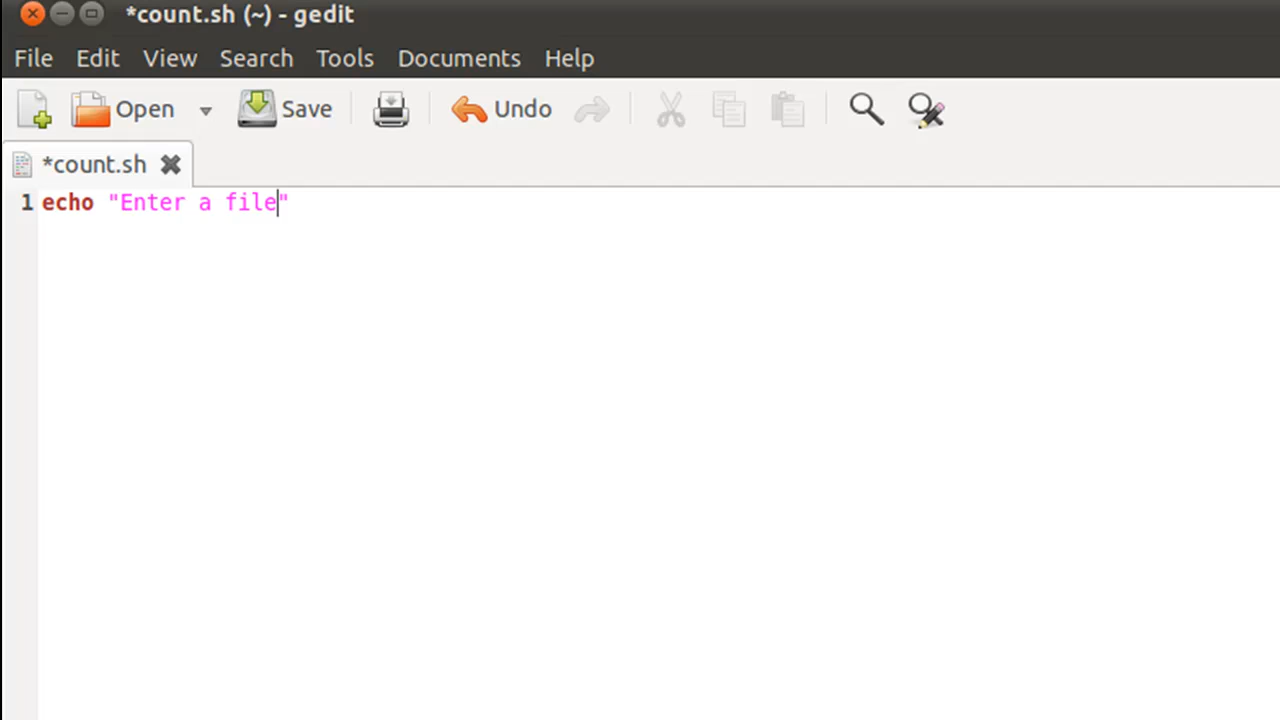 *count.sh (~) - gedit
File Edit View Search Tools Documents Help
Open Save Undo
*count.sh
1 echo "Enter a file"